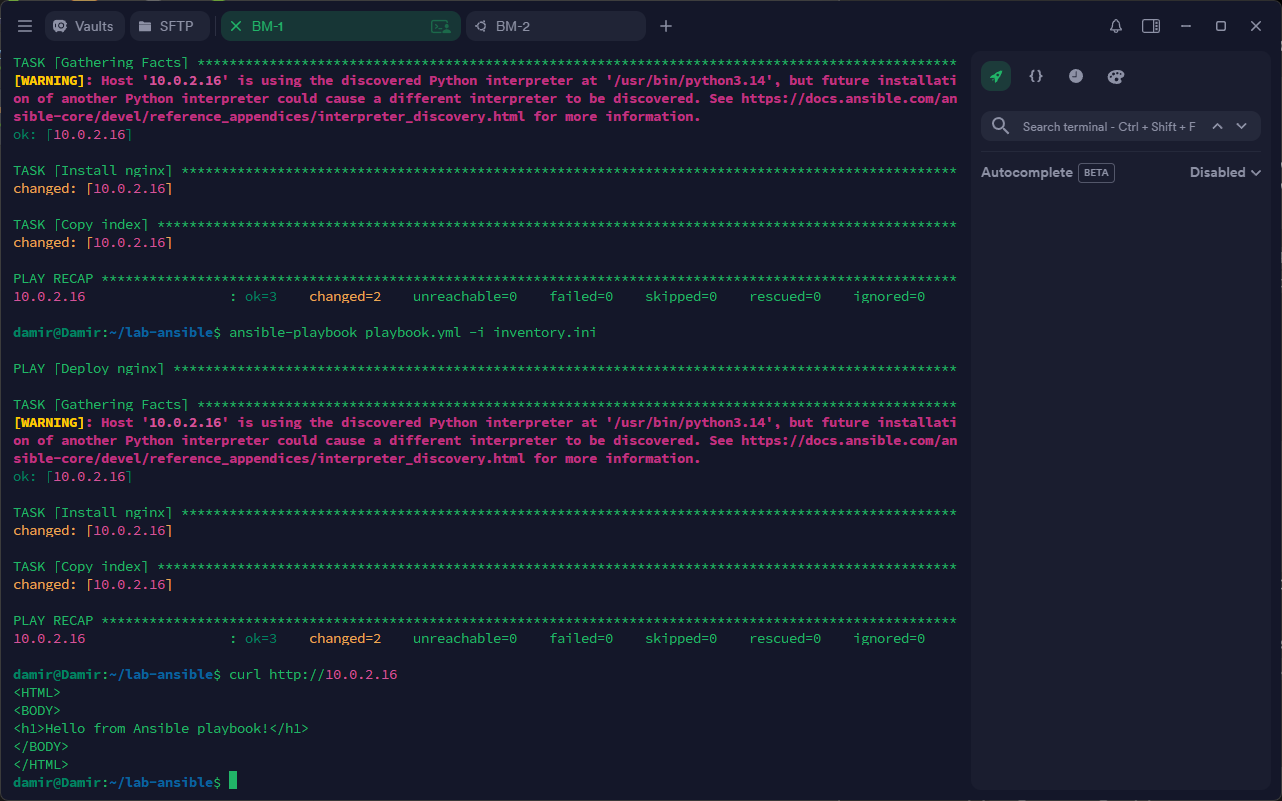 Vaults SFTP BM-1 BM-2
TASK [Gathering Facts] ***********************************************************************************************
[WARNING]: Host '10.0.2.16' is using the discovered Python interpreter at '/usr/bin/python3.14', but future installati
on of another Python interpreter could cause a different interpreter to be discovered. See https://docs.ansible.com/an
sible-core/devel/reference_appendices/interpreter_discovery.html for more information.
ok: [10.0.2.16]
TASK [Install nginx] *************************************************************************************************
changed: [10.0.2.16]
TASK [Copy index] ****************************************************************************************************
changed: [10.0.2.16]
PLAY RECAP ***********************************************************************************************************
10.0.2.16                  : ok=3    changed=2    unreachable=0    failed=0    skipped=0    rescued=0    ignored=0
damir@Damir:~/lab-ansible$ ansible-playbook playbook.yml -i inventory.ini
PLAY [Deploy nginx] **************************************************************************************************
TASK [Gathering Facts] ***********************************************************************************************
[WARNING]: Host '10.0.2.16' is using the discovered Python interpreter at '/usr/bin/python3.14', but future installati
on of another Python interpreter could cause a different interpreter to be discovered. See https://docs.ansible.com/an
sible-core/devel/reference_appendices/interpreter_discovery.html for more information.
ok: [10.0.2.16]
TASK [Install nginx] *************************************************************************************************
changed: [10.0.2.16]
TASK [Copy index] ****************************************************************************************************
changed: [10.0.2.16]
PLAY RECAP ***********************************************************************************************************
10.0.2.16                  : ok=3    changed=2    unreachable=0    failed=0    skipped=0    rescued=0    ignored=0
damir@Damir:~/lab-ansible$ curl http://10.0.2.16
<HTML>
<BODY>
<h1>Hello from Ansible playbook!</h1>
</BODY>
</HTML>
damir@Damir:~/lab-ansible$
Search terminal - Ctrl + Shift + F
Autocomplete BETA Disabled